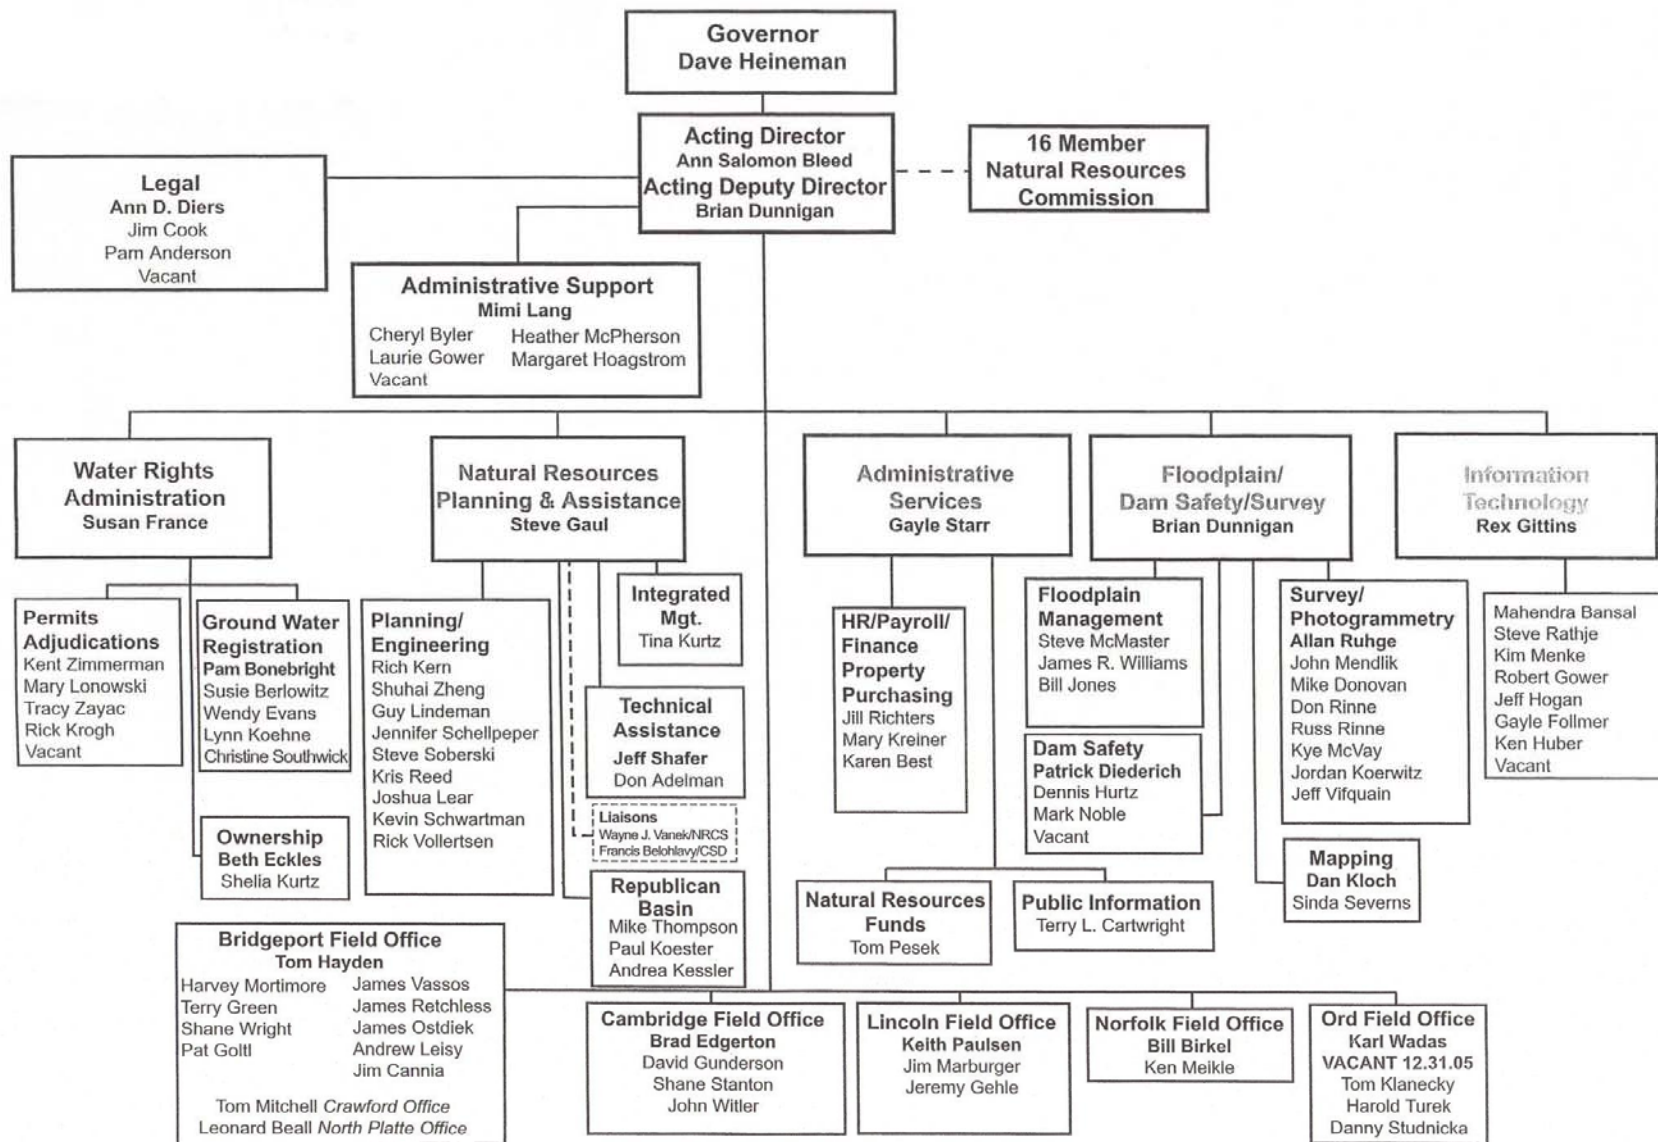 Governor
Dave Heineman
Acting Director
Ann Salomon Bleed
Acting Deputy Director
Brian Dunnigan
16 Member
Natural Resources
Commission
Legal
Ann D. Diers
Jim Cook
Pam Anderson
Vacant
Administrative Support
Mimi Lang
Cheryl Byler
Laurie Gower
Vacant
Heather McPherson
Margaret Hoagstrom
Water Rights
Administration
Susan France
Natural Resources
Planning & Assistance
Steve Gaul
Administrative
Services
Gayle Starr
Floodplain/
Dam Safety/Survey
Brian Dunnigan
Information
Technology
Rex Gittins
Permits
Adjudications
Kent Zimmerman
Mary Lonowski
Tracy Zayac
Rick Krogh
Vacant
Ground Water
Registration
Pam Bonebright
Susie Berlowitz
Wendy Evans
Lynn Koehne
Christine Southwick
Ownership
Beth Eckles
Shelia Kurtz
Planning/
Engineering
Rich Kern
Shuhai Zheng
Guy Lindeman
Jennifer Schellpeper
Steve Soberski
Kris Reed
Joshua Lear
Kevin Schwartman
Rick Vollertsen
Integrated
Mgt.
Tina Kurtz
Technical
Assistance
Jeff Shafer
Don Adelman
Liaisons
Wayne J. Vanek/NRCS
Francis Belohlavy/CSD
Republican
Basin
Mike Thompson
Paul Koester
Andrea Kessler
HR/Payroll/
Finance
Property
Purchasing
Jill Richters
Mary Kreiner
Karen Best
Natural Resources
Funds
Tom Pesek
Public Information
Terry L. Cartwright
Floodplain
Management
Steve McMaster
James R. Williams
Bill Jones
Dam Safety
Patrick Diederich
Dennis Hurtz
Mark Noble
Vacant
Survey/
Photogrammetry
Allan Ruhge
John Mendlik
Mike Donovan
Don Rinne
Russ Rinne
Kye McVay
Jordan Koerwitz
Jeff Vifquain
Mapping
Dan Kloch
Sinda Severns
Mahendra Bansal
Steve Rathje
Kim Menke
Robert Gower
Jeff Hogan
Gayle Follmer
Ken Huber
Vacant
Bridgeport Field Office
Tom Hayden
Harvey Mortimore
Terry Green
Shane Wright
Pat Goltl
James Vassos
James Retchless
James Ostdiek
Andrew Leisy
Jim Cannia
Tom Mitchell Crawford Office
Leonard Beall North Platte Office
Cambridge Field Office
Brad Edgerton
David Gunderson
Shane Stanton
John Witler
Lincoln Field Office
Keith Paulsen
Jim Marburger
Jeremy Gehle
Norfolk Field Office
Bill Birkel
Ken Meikle
Ord Field Office
Karl Wadas
VACANT 12.31.05
Tom Klanecky
Harold Turek
Danny Studnicka